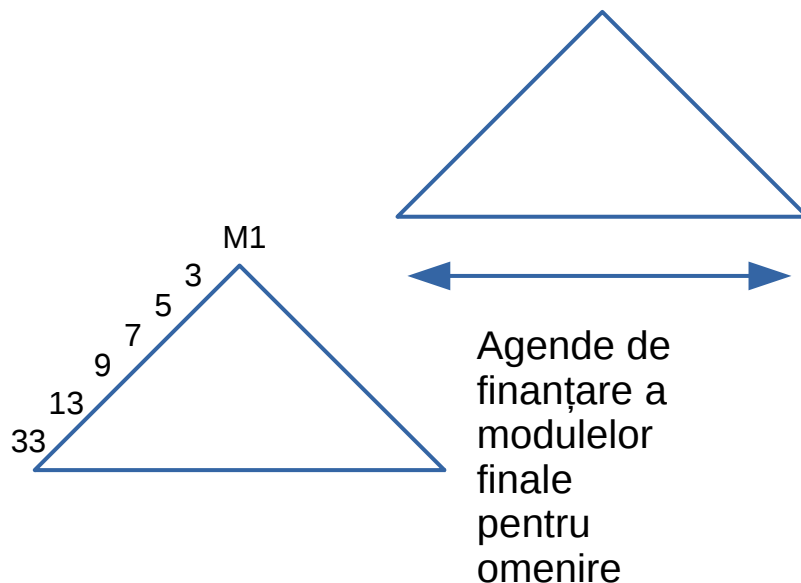 M1
3
5
7
9
13
33
Agende de
finanțare a
modulelor
finale
pentru
omenire